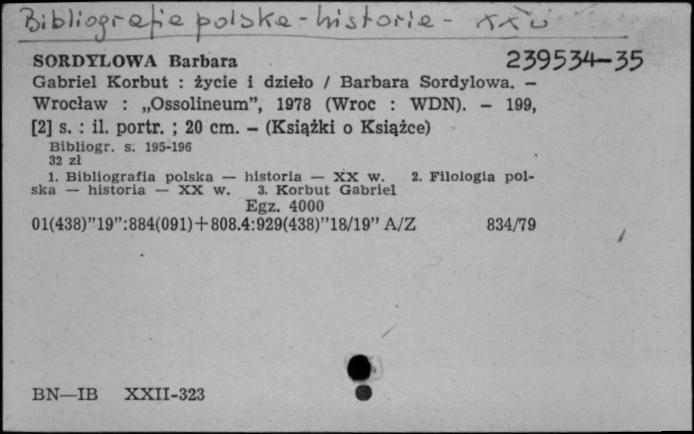 Bibliografia polska - historia - XX w
SORDYLOWA Barbara 239534-35
Gabriel Korbut : życie i dzieło / Barbara Sordylowa. —
Wrocław : „Ossolineum”, 1978 (Wroc : WDN). — 199,
[2] s. : il. portr. ; 20 cm. — (Książki o Książce)
Bibliogr. s. 195-196
32 zł
1. Bibliografia polska — historia — XX w. 2. Filologia pol-
ska — historia — XX w. 3. Korbut Gabriel
Egz. 4000
01(438)”19”:884(091)+808.4:929(438)”18/19” A/Z 834/79
BN—IB XXII-323